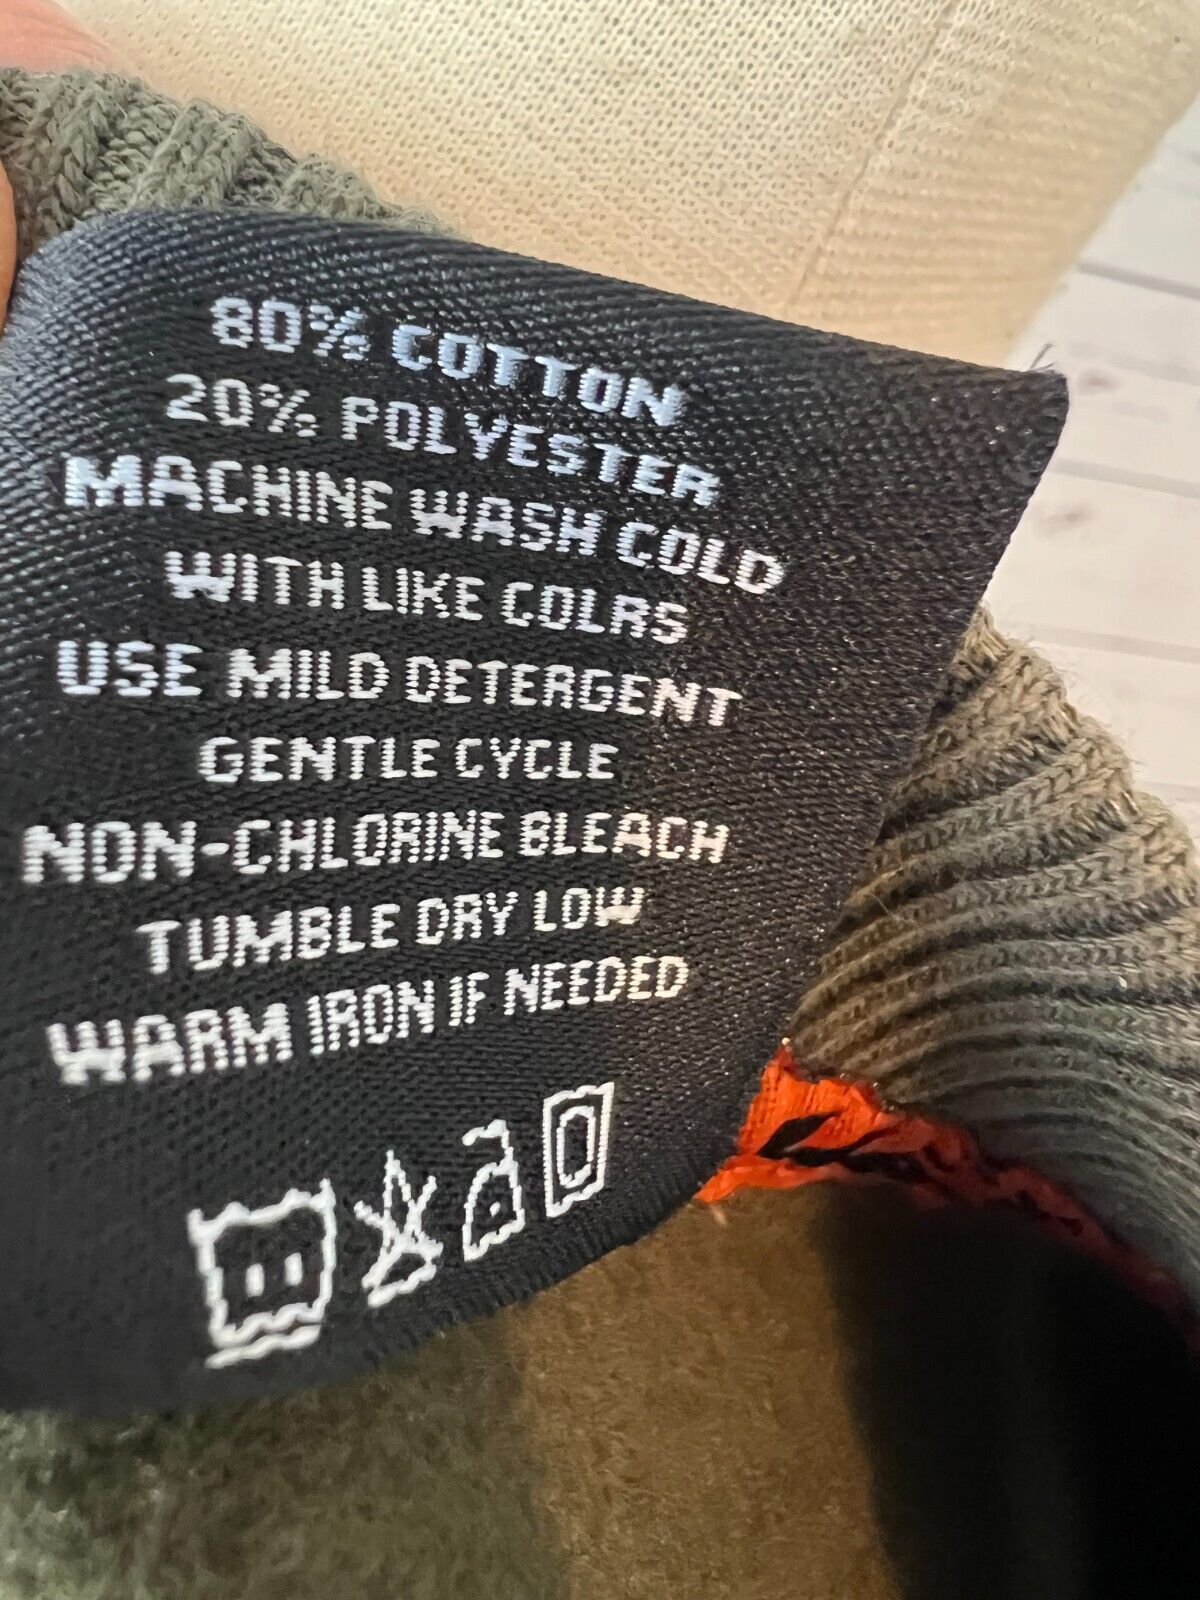 80% COTTON
20% POLYESTER
MACHINE WASH COLD
WITH LIKE COLRS
USE MILD DETERGENT
GENTLE CYCLE
NON-CHLORINE BLEACH
TUMBLE DRY LOW
WARM IRON IF NEEDED